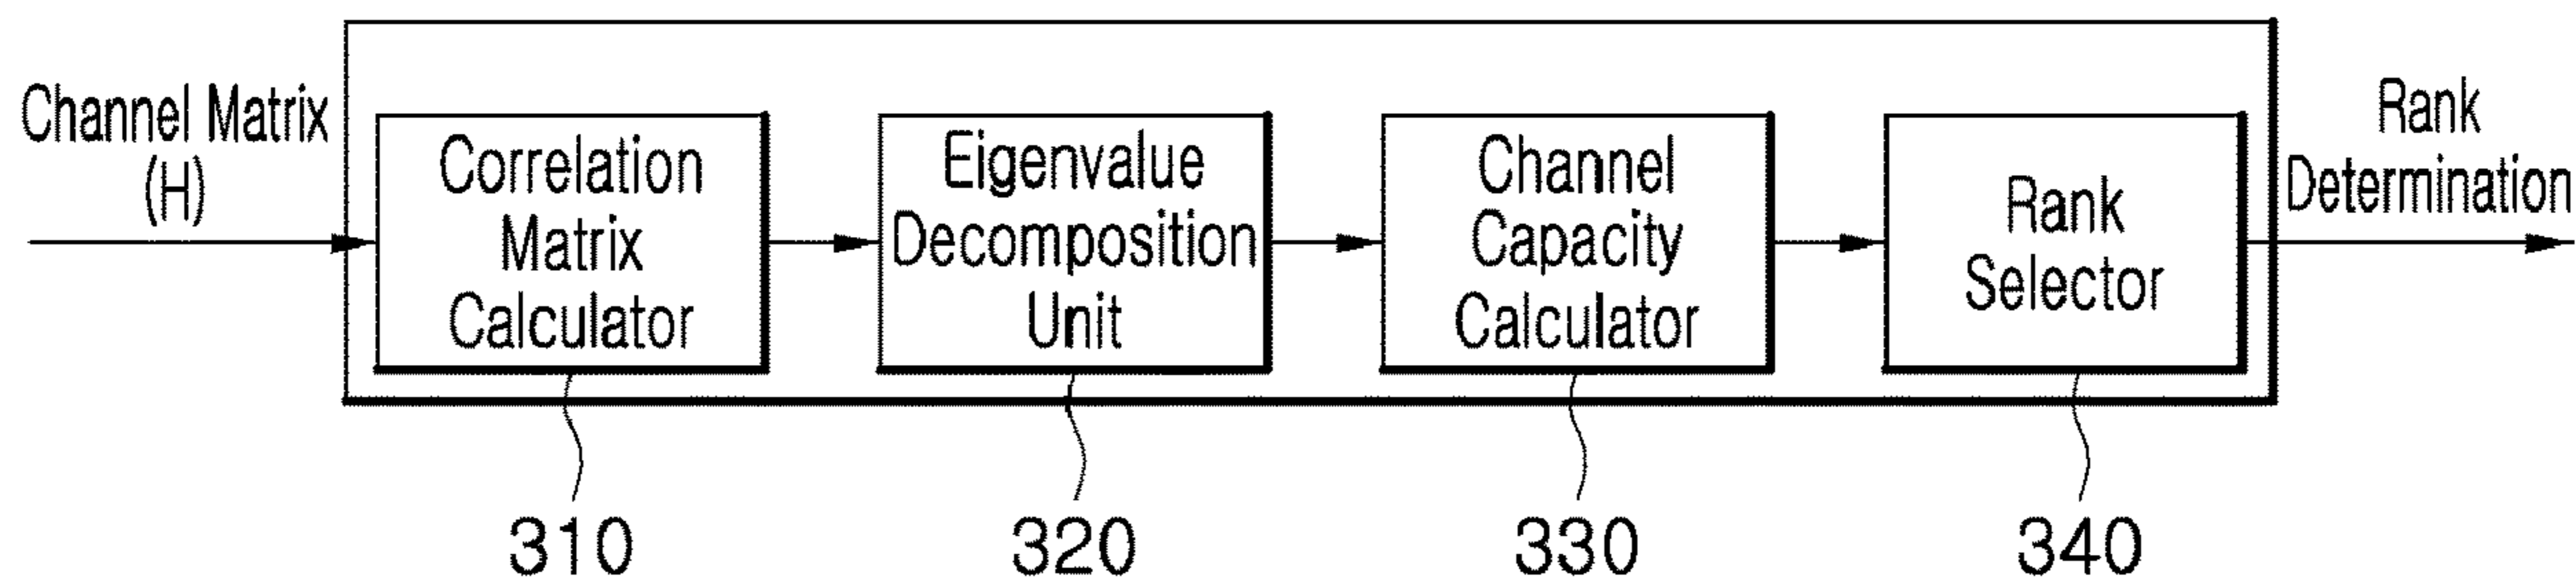 Channel Matrix
(H)
Correlation
Matrix
Calculator
Eigenvalue
Decomposition
Unit
Channel
Capacity
Calculator
Rank
Selector
Rank
Determination
310
320
330
340